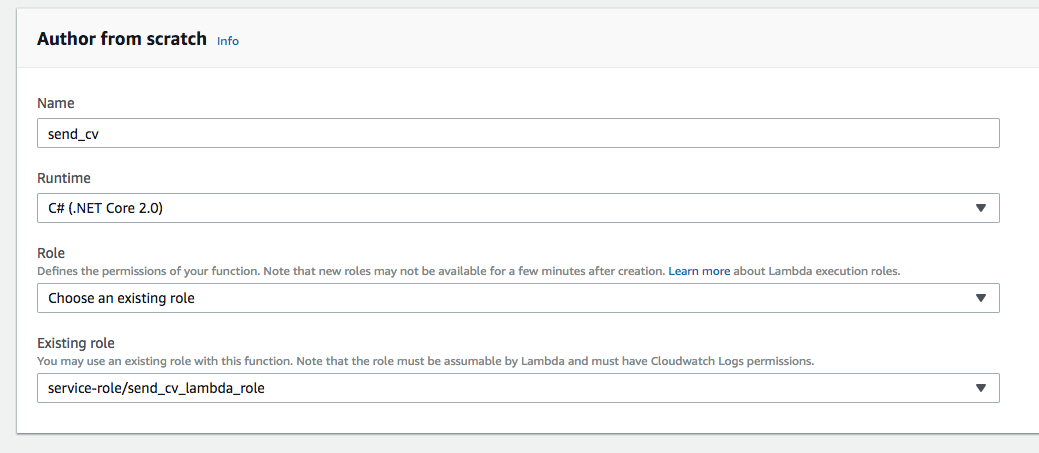 Author from scratch Info
Name
send_cv
Runtime
C# (.NET Core 2.0)
Role
Defines the permissions of your function. Note that new roles may not be available for a few minutes after creation. Learn more about Lambda execution roles.
Choose an existing role
Existing role
You may use an existing role with this function. Note that the role must be assumable by Lambda and must have Cloudwatch Logs permissions.
service-role/send_cv_lambda_role